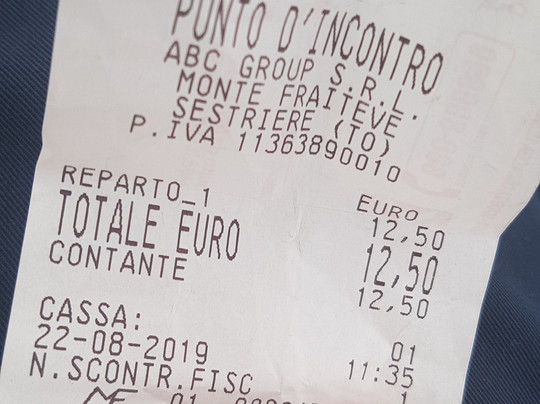 PUNTO D'INCONTRO
ABC GROUP S.R.L.
MONTE FRAITEVE
SESTRIERE (TO)
P.IVA 11363890010
EURO
REPARTO_1 12,50
TOTALE EURO 12,50
CONTANTE 12,50
CASSA: 01
22-08-2019 11:35
N.SCONTR.FISC 1